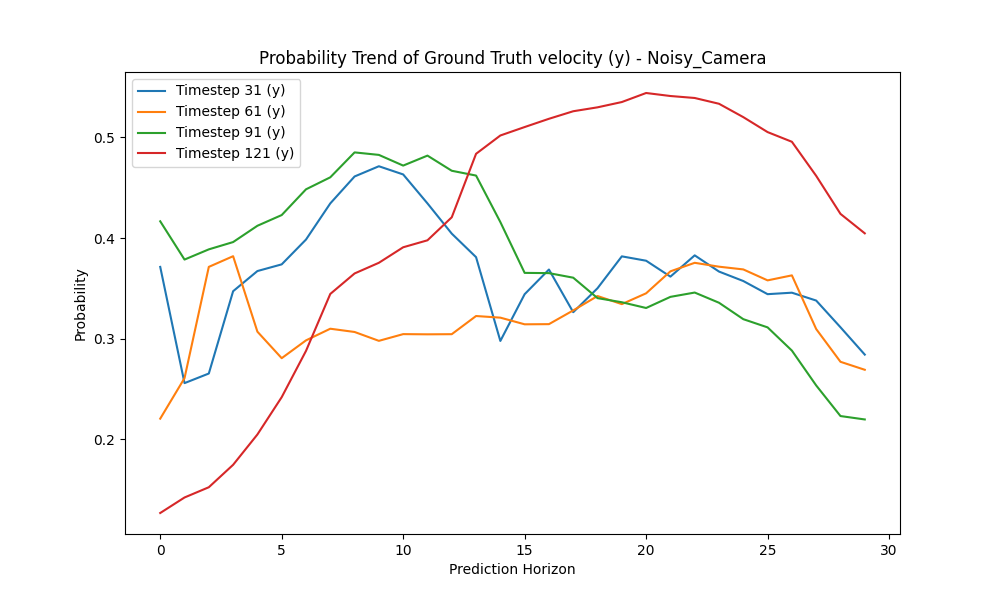 Probability Trend of Ground Truth velocity (y) - Noisy_Camera
Timestep 31 (y)
Timestep 61 (y)
Timestep 91 (y)
Timestep 121 (y)
0.5
0.4
0.3
0.2
Probability
0 5 10 15 20 25 30
Prediction Horizon